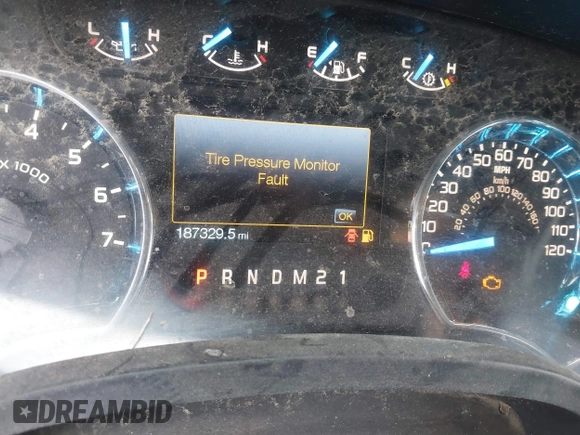 L H
C H
E F
C H
4
5
6
7
X 1000
Tire Pressure Monitor
Fault
OK
187329.5 mi
P R N D M 2 1
0
10
20
30
40
50
60
70
80
90
100
110
120
MPH
km/h
20 40 60 80 100 120 140 160
DREAMBID